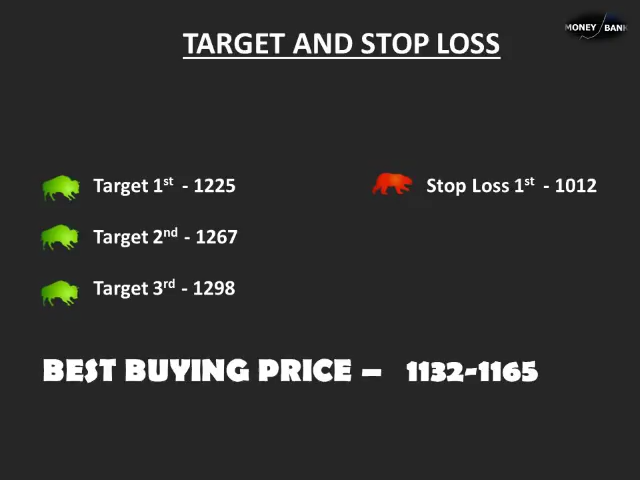 TARGET AND STOP LOSS
MONEY BANK
Target 1st - 1225
Stop Loss 1st - 1012
Target 2nd - 1267
Target 3rd - 1298
BEST BUYING PRICE – 1132-1165